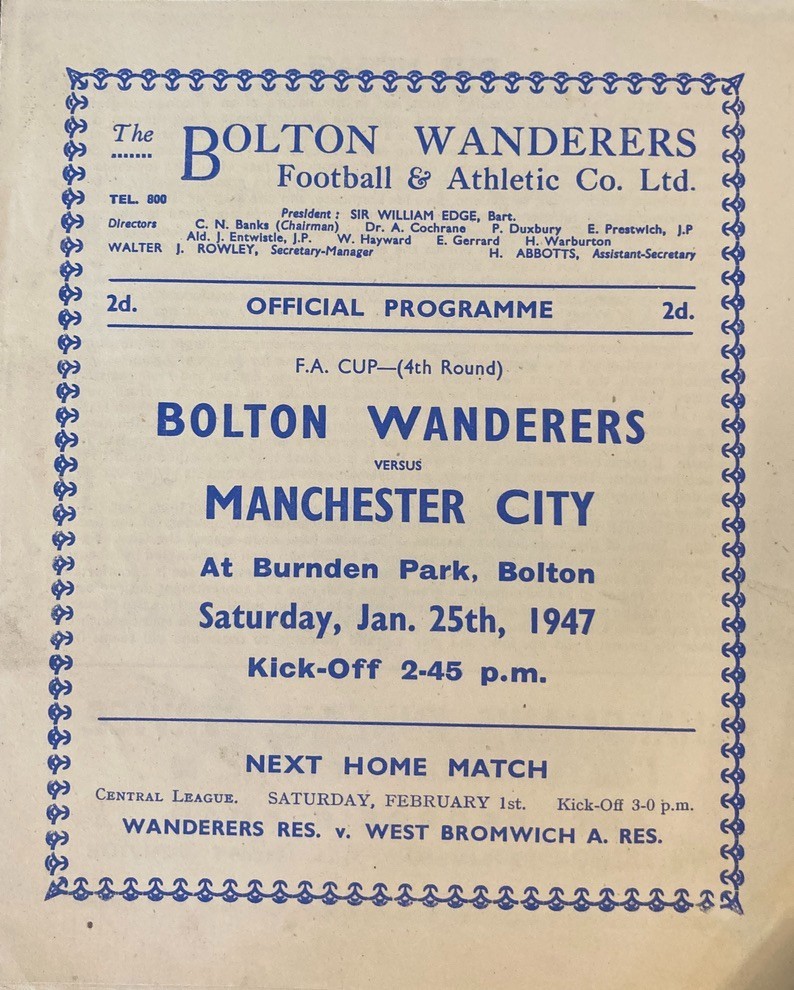 The BOLTON WANDERERS
Football & Athletic Co. Ltd.
TEL. 800
President : SIR WILLIAM EDGE, Bart.
Directors C. N. Banks (Chairman) Dr. A. Cochrane P. Duxbury E. Prestwich, J.P
Ald. J. Entwistle, J.P. W. Hayward E. Gerrard H. Warburton
WALTER J. ROWLEY, Secretary-Manager H. ABBOTTS, Assistant-Secretary
2d. OFFICIAL PROGRAMME 2d.
F.A. CUP—(4th Round)
BOLTON WANDERERS
VERSUS
MANCHESTER CITY
At Burnden Park, Bolton
Saturday, Jan. 25th, 1947
Kick-Off 2-45 p.m.
NEXT HOME MATCH
CENTRAL LEAGUE. SATURDAY, FEBRUARY 1st. Kick-Off 3-0 p.m.
WANDERERS RES. v. WEST BROMWICH A. RES.